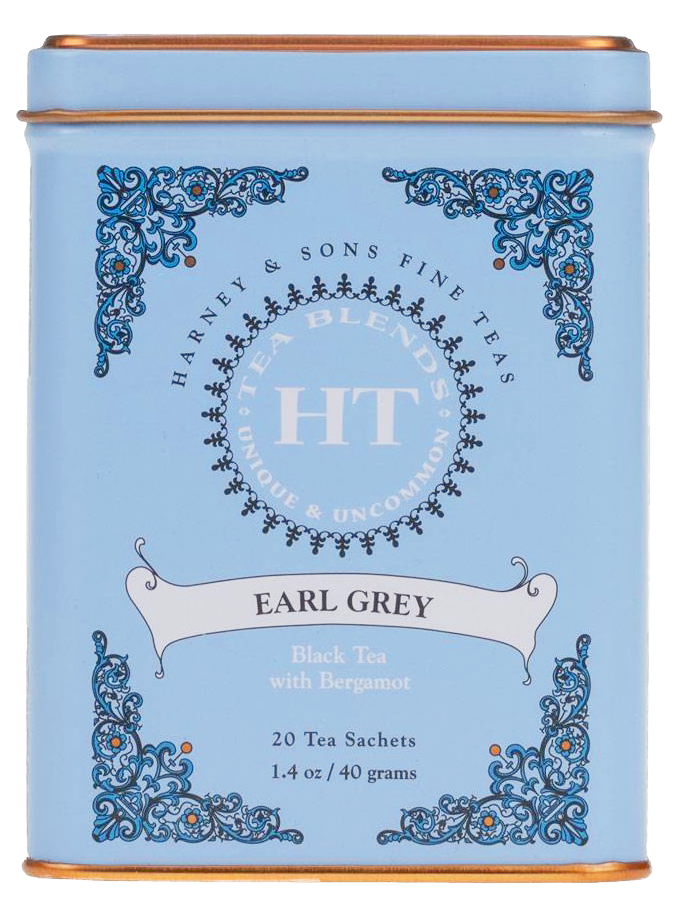 HARNEY & SONS FINE TEAS
TEA BLENDS
HT
UNIQUE & UNCOMMON
EARL GREY
Black Tea
with Bergamot
20 Tea Sachets
1.4 oz / 40 grams